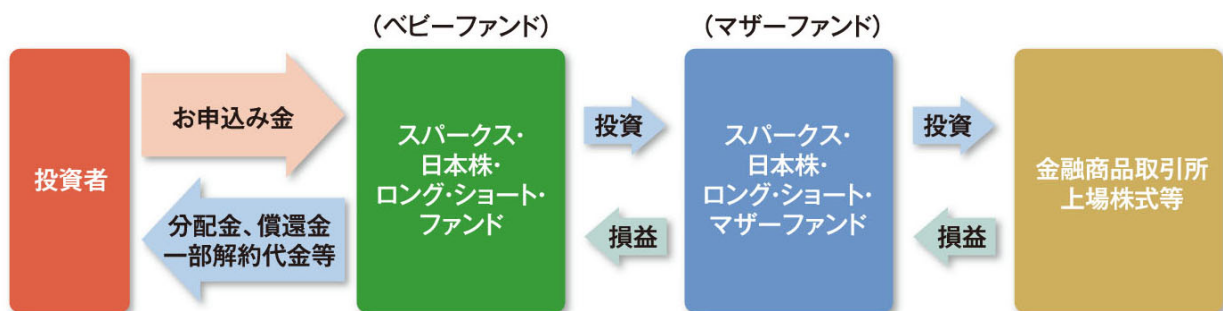 (ベビーファンド)
(マザーファンド)
投資者
お申込み金
分配金、償還金
一部解約代金等
スパークス・
日本株・
ロング・ショート・
ファンド
投資
損益
スパークス・
日本株・
ロング・ショート・
マザーファンド
投資
損益
金融商品取引所
上場株式等